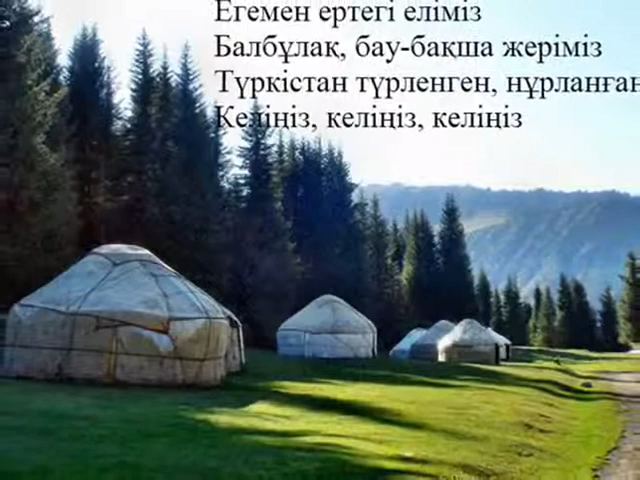 Егемен ертегі еліміз
Балбұлақ, бау-бақша жеріміз
Түркістан түрленген, нұрланған
Келіңіз, келіңіз, келіңіз